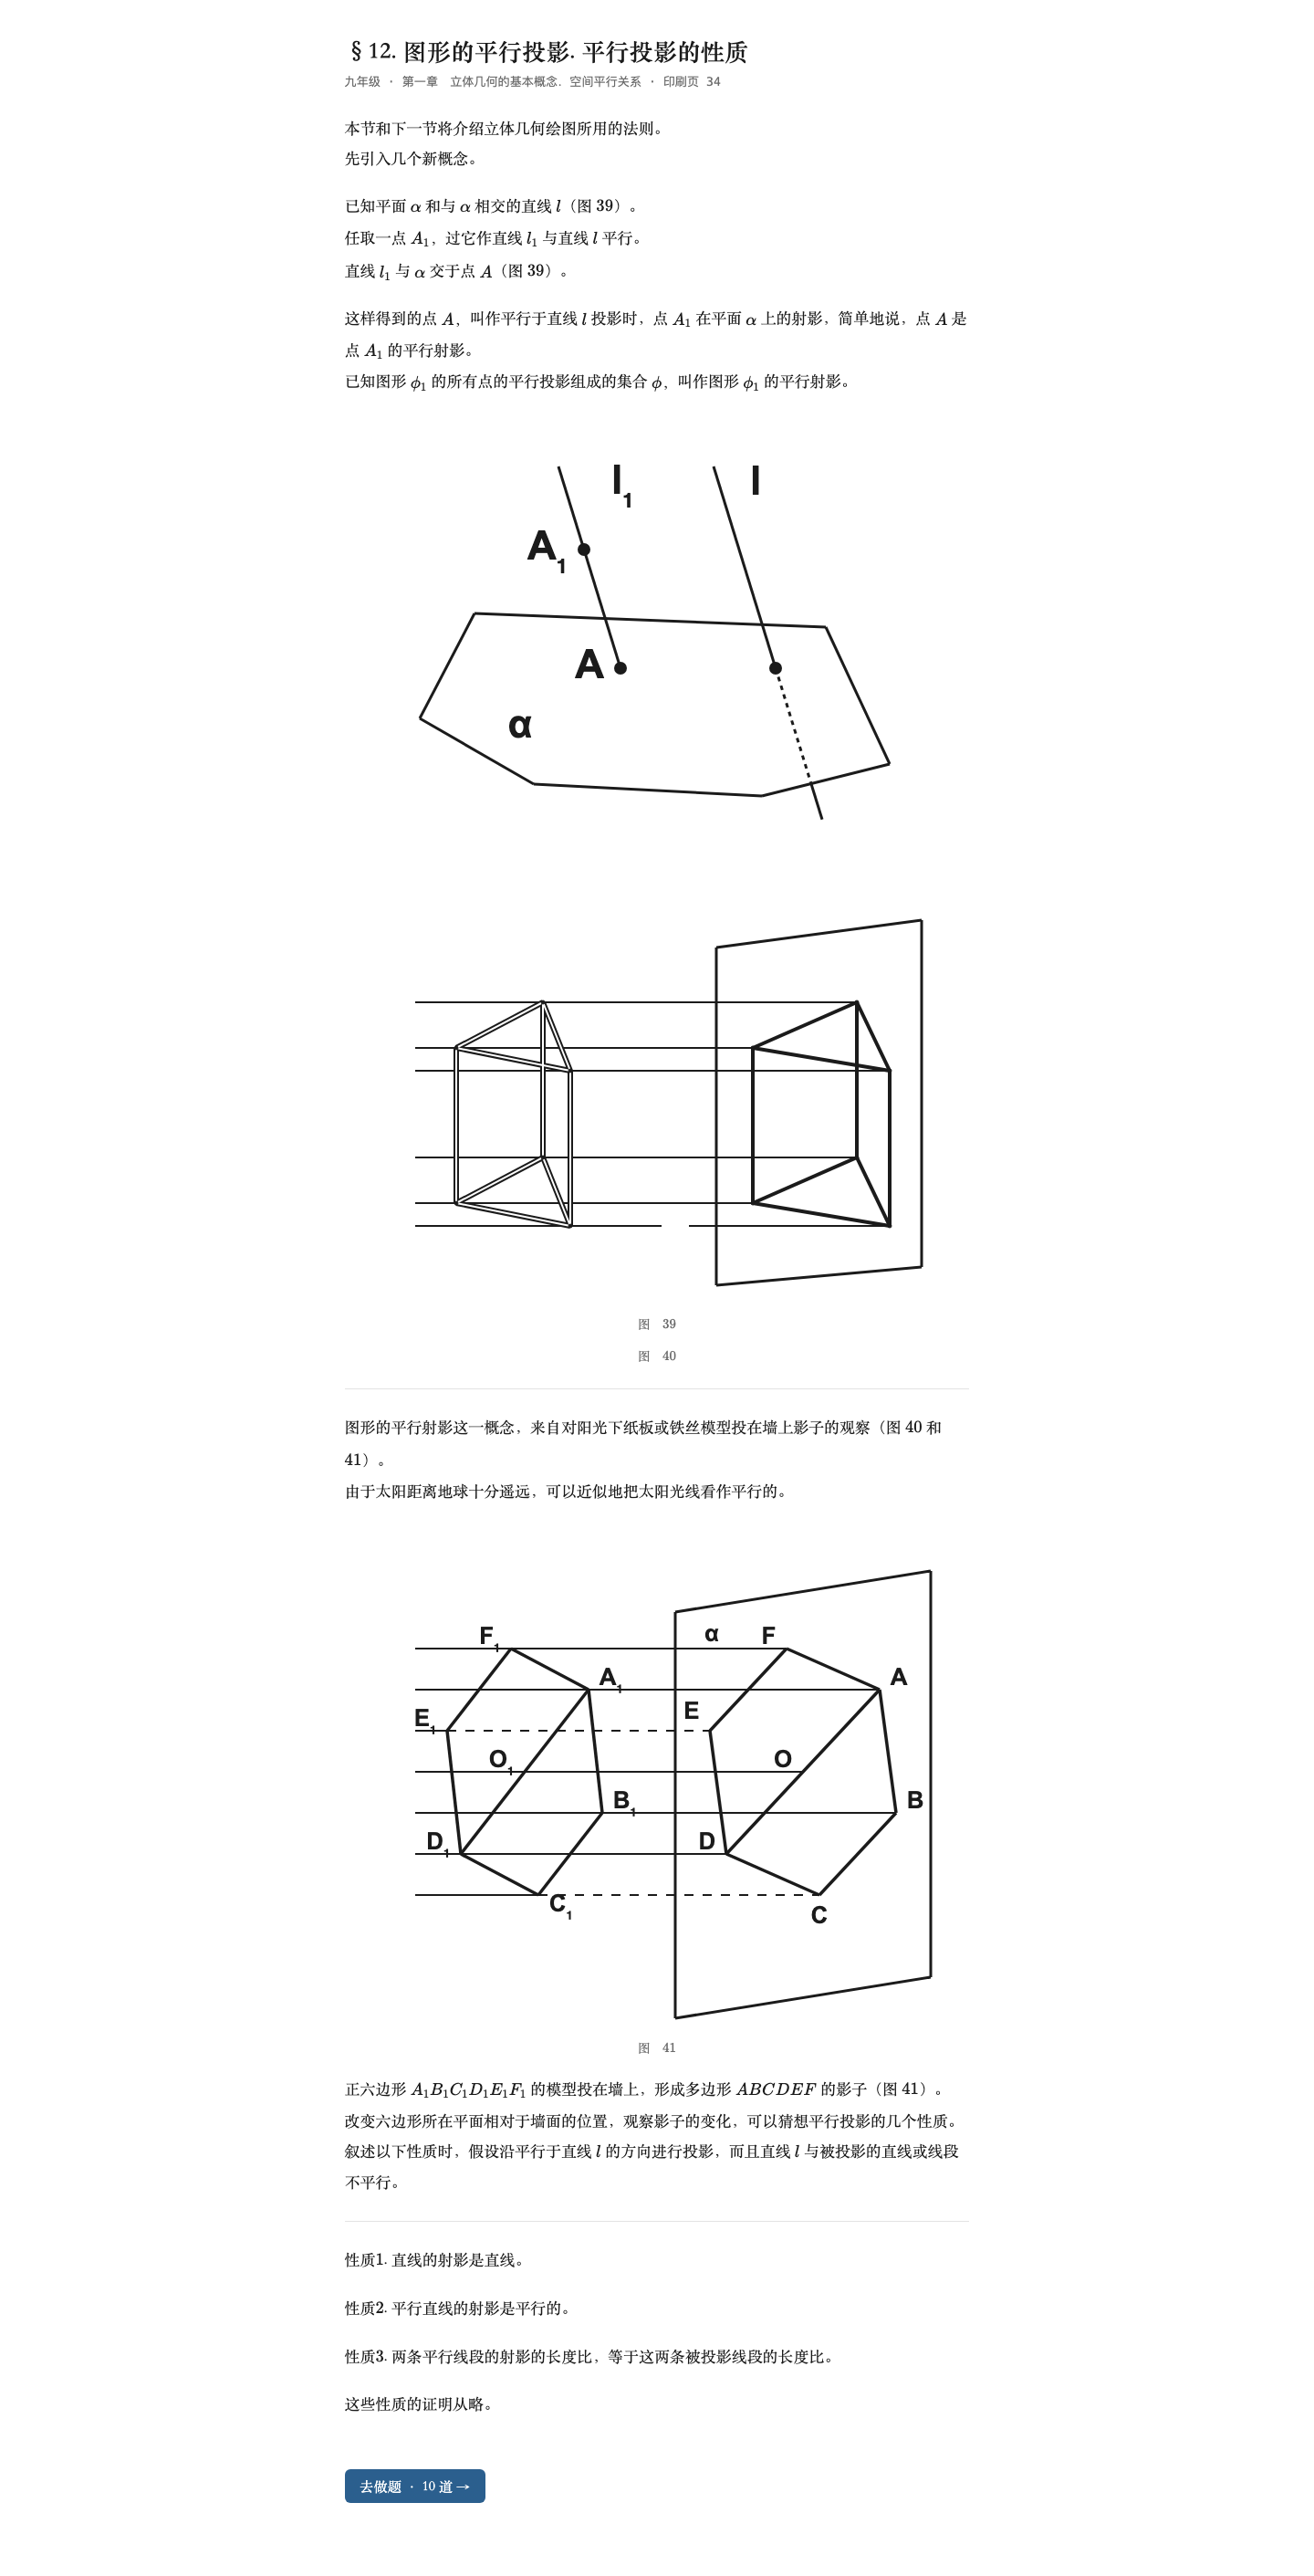 §12. 图形的平行投影. 平行投影的性质
九年级 · 第一章 立体几何的基本概念. 空间平行关系 · 印刷页 34
本节和下一节将介绍立体几何绘图所用的法则。
先引入几个新概念。
已知平面 α 和与 α 相交的直线 l（图 39）。
任取一点 A₁，过它作直线 l₁ 与直线 l 平行。
直线 l₁ 与 α 交于点 A（图 39）。
这样得到的点 A，叫作平行于直线 l 投影时，点 A₁ 在平面 α 上的射影，简单地说，点 A 是
点 A₁ 的平行射影。
已知图形 ϕ₁ 的所有点的平行投影组成的集合 ϕ，叫作图形 ϕ₁ 的平行射影。
l₁ l
A₁
A
α
图 39
图 40
图形的平行射影这一概念，来自对阳光下纸板或铁丝模型投在墙上影子的观察（图 40 和
41）。
由于太阳距离地球十分遥远，可以近似地把太阳光线看作平行的。
F₁ α F
A₁ A
E₁ E
O₁ O
B₁ B
D₁ D
C₁ C
图 41
正六边形 A₁B₁C₁D₁E₁F₁ 的模型投在墙上，形成多边形 ABCDEF 的影子（图 41）。
改变六边形所在平面相对于墙面的位置，观察影子的变化，可以猜想平行投影的几个性质。
叙述以下性质时，假设沿平行于直线 l 的方向进行投影，而且直线 l 与被投影的直线或线段
不平行。
性质1. 直线的射影是直线。
性质2. 平行直线的射影是平行的。
性质3. 两条平行线段的射影的长度比，等于这两条被投影线段的长度比。
这些性质的证明从略。
去做题 · 10 道 →